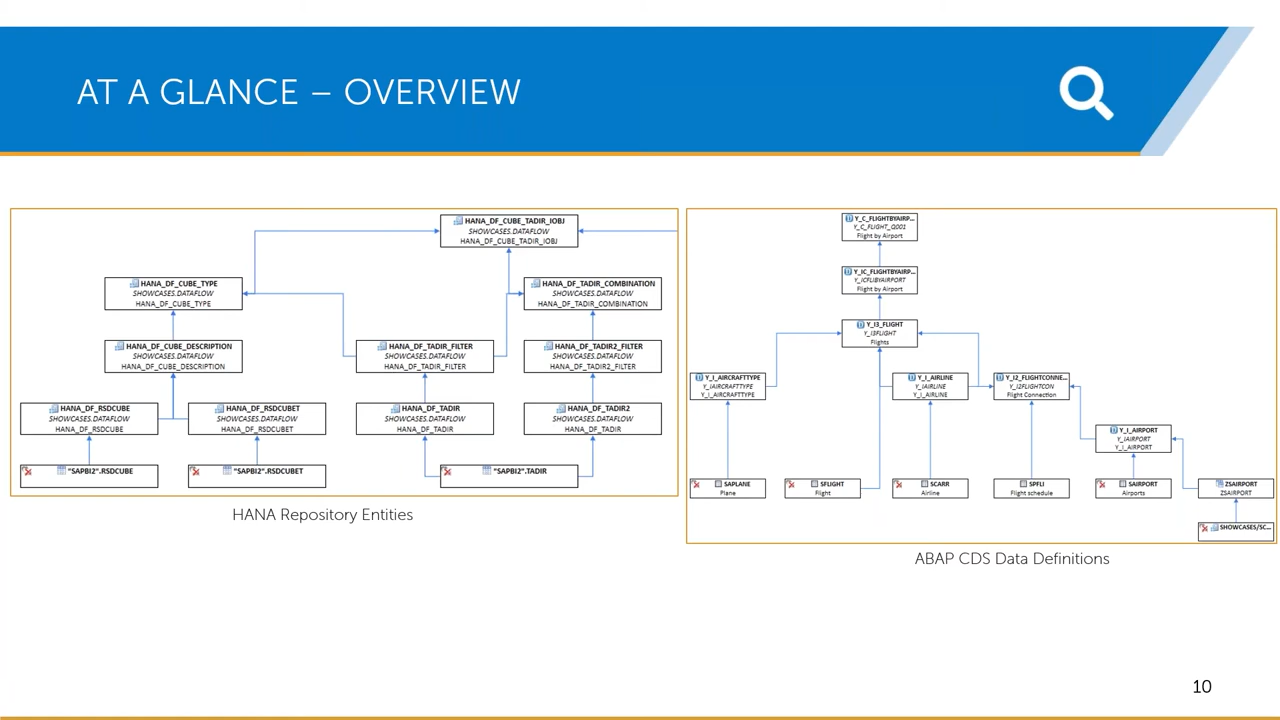 AT A GLANCE – OVERVIEW
HANA_DF_CUBE_TADIR_IOBJ
SHOWCASES.DATAFLOW
HANA_DF_CUBE_TADIR_IOBJ
HANA_DF_CUBE_TYPE
SHOWCASES.DATAFLOW
HANA_DF_CUBE_TYPE
HANA_DF_TADIR_COMBINATION
SHOWCASES.DATAFLOW
HANA_DF_TADIR_COMBINATION
HANA_DF_CUBE_DESCRIPTION
SHOWCASES.DATAFLOW
HANA_DF_CUBE_DESCRIPTION
HANA_DF_TADIR_FILTER
SHOWCASES.DATAFLOW
HANA_DF_TADIR_FILTER
HANA_DF_TADIR2_FILTER
SHOWCASES.DATAFLOW
HANA_DF_TADIR2_FILTER
HANA_DF_RSDCUBE
SHOWCASES.DATAFLOW
HANA_DF_RSDCUBE
HANA_DF_RSDCUBET
SHOWCASES.DATAFLOW
HANA_DF_RSDCUBET
HANA_DF_TADIR
SHOWCASES.DATAFLOW
HANA_DF_TADIR
HANA_DF_TADIR2
SHOWCASES.DATAFLOW
HANA_DF_TADIR
"SAPBI2".RSDCUBE
"SAPBI2".RSDCUBET
"SAPBI2".TADIR
HANA Repository Entities
Y_C_FLIGHTBYAIRP...
Y_C_FLIGHT_Q001
Flight by Airport
Y_IC_FLIGHTBYAIRP...
Y_ICFLIBYAIRPORT
Flight by Airport
Y_I3_FLIGHT
Y_I3FLIGHT
Flights
Y_I_AIRCRAFTTYPE
Y_IAIRCRAFTTYPE
Y_I_AIRCRAFTTYPE
Y_I_AIRLINE
Y_IAIRLINE
Y_I_AIRLINE
Y_I2_FLIGHTCONNE...
Y_I2FLIGHTCON
Flight Connection
Y_I_AIRPORT
Y_IAIRPORT
Y_I_AIRPORT
SAPLANE
Plane
SFLIGHT
Flight
SCARR
Airline
SPFLI
Flight schedule
SAIRPORT
Airports
ZSAIRPORT
ZSAIRPORT
SHOWCASES/SC...
ABAP CDS Data Definitions
10